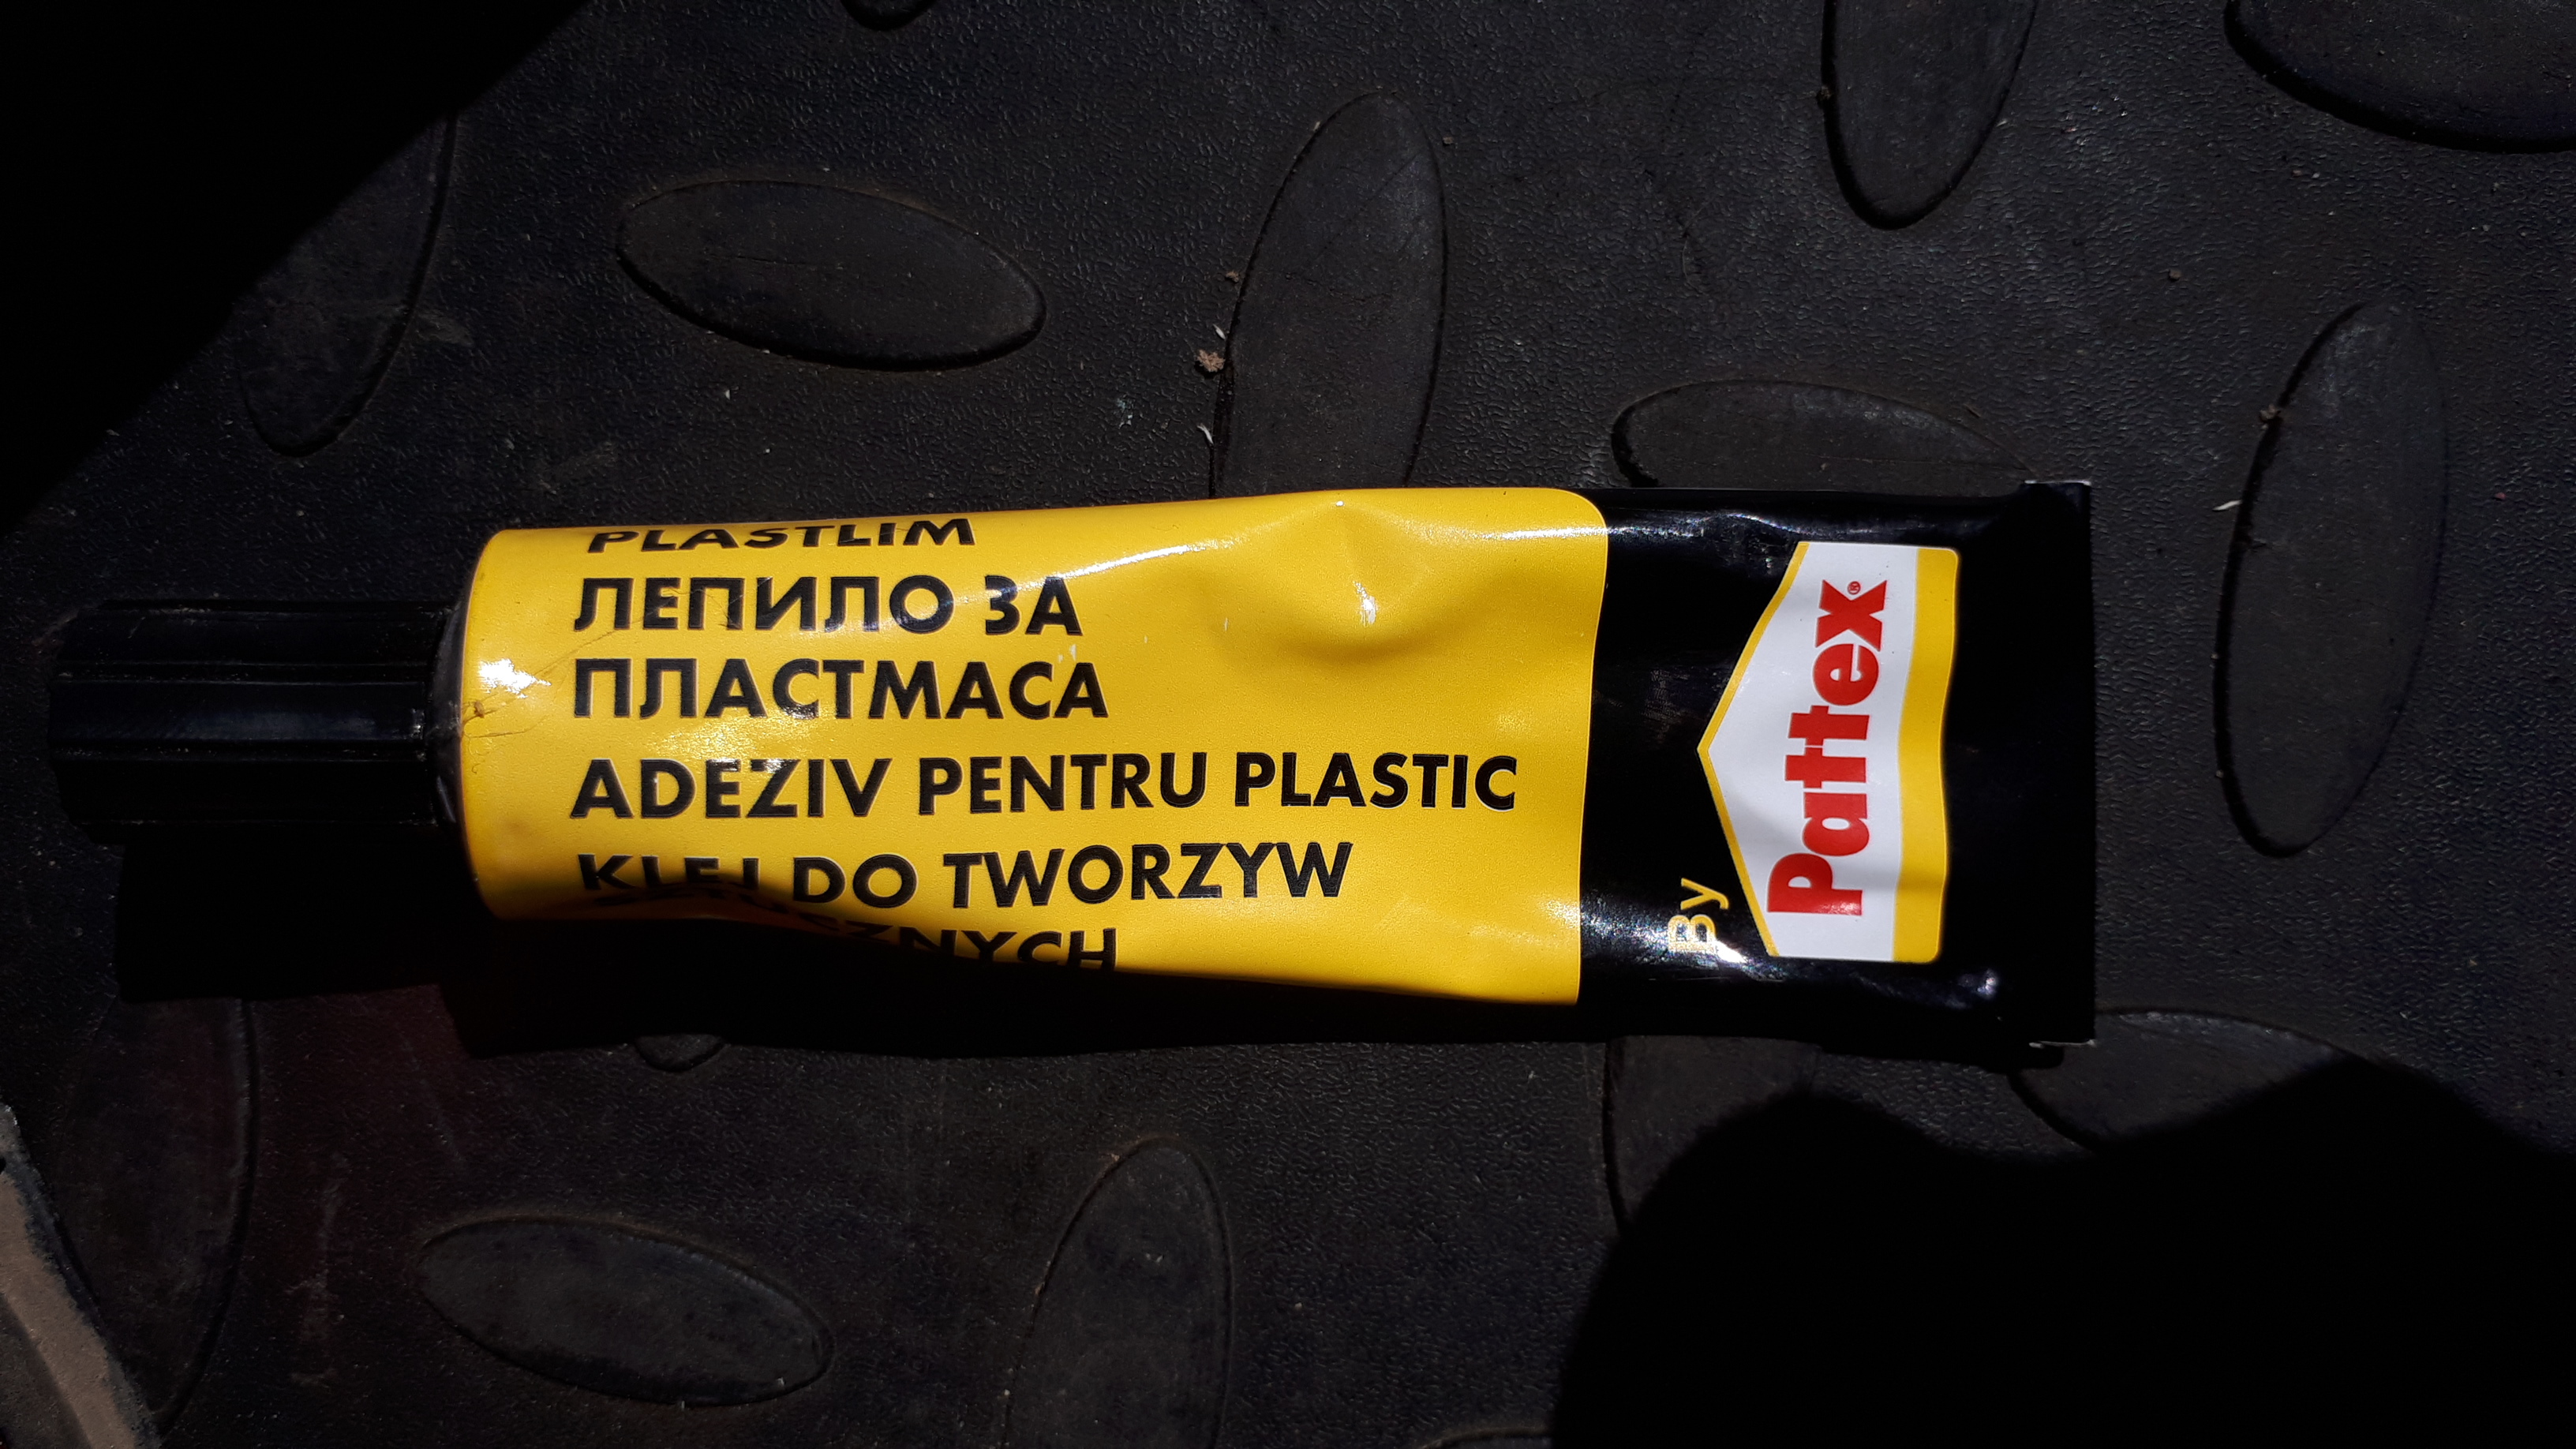 PLASTLIM
ЛЕПИЛО ЗА
ПЛАСТМАСА
ADEZIV PENTRU PLASTIC
KLEJ DO TWORZYW
By
Pattex®